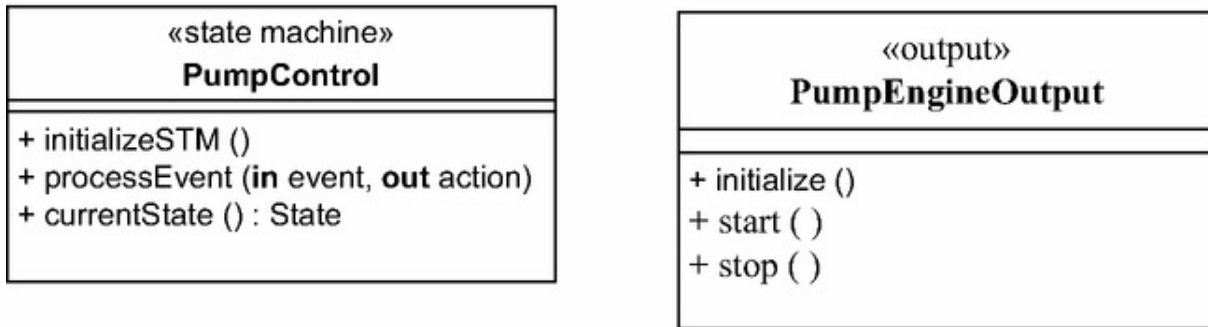 «state machine»
PumpControl
+ initializeSTM ()
+ processEvent (in event, out action)
+ currentState () : State
«output»
PumpEngineOutput
+ initialize ()
+ start ( )
+ stop ( )